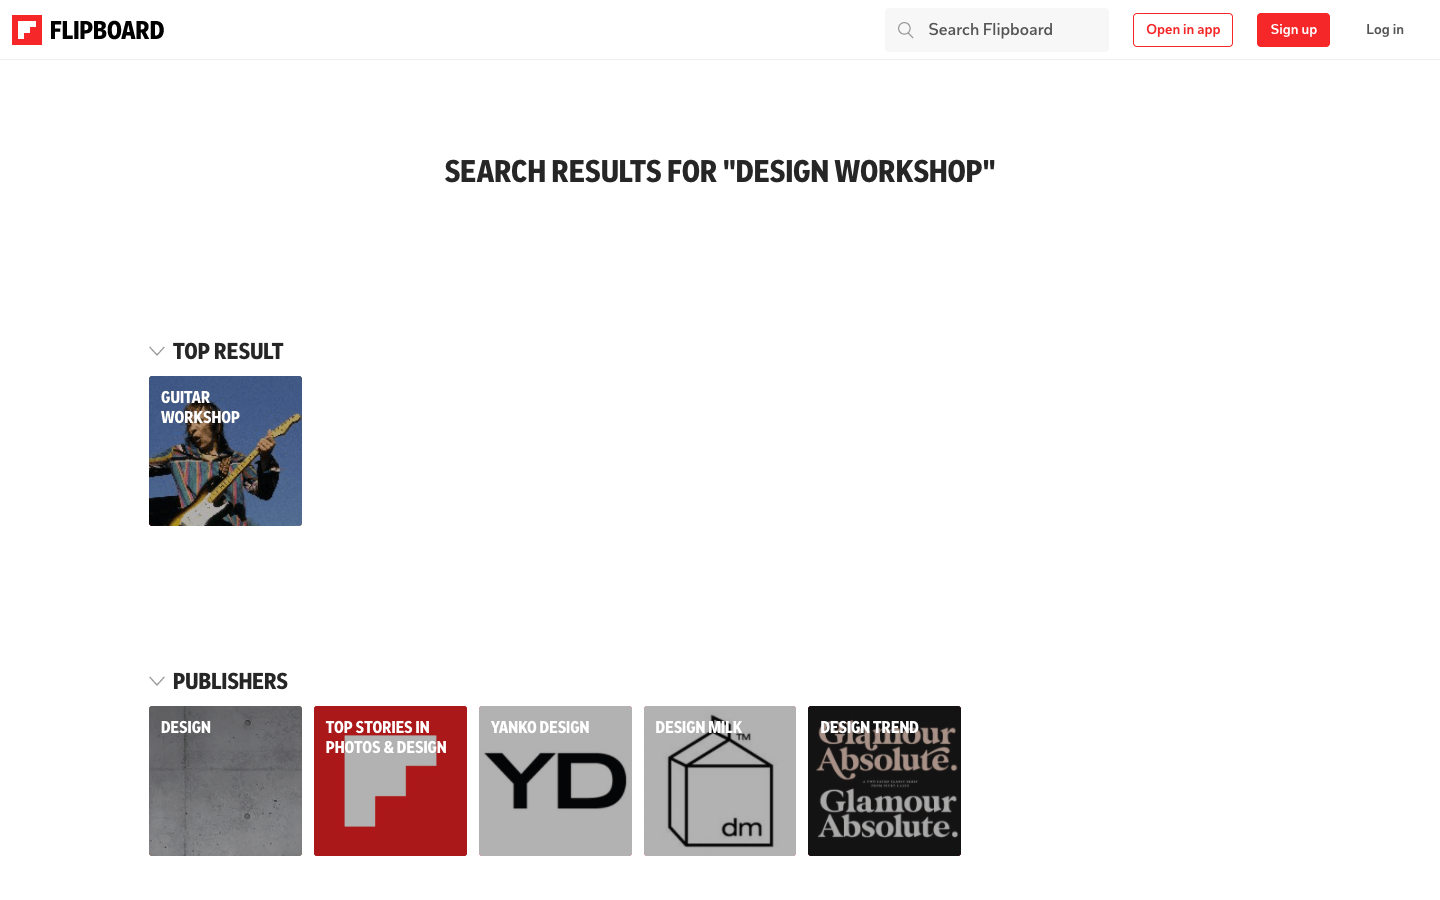 FLIPBOARD
Search Flipboard
Open in app
Sign up
Log in
SEARCH RESULTS FOR "DESIGN WORKSHOP"
TOP RESULT
GUITAR
WORKSHOP
PUBLISHERS
DESIGN
TOP STORIES IN
PHOTOS & DESIGN
YANKO DESIGN
YD
DESIGN MILK
TM
dm
DESIGN TREND
Glamour
Absolute.
Glamour
Absolute.